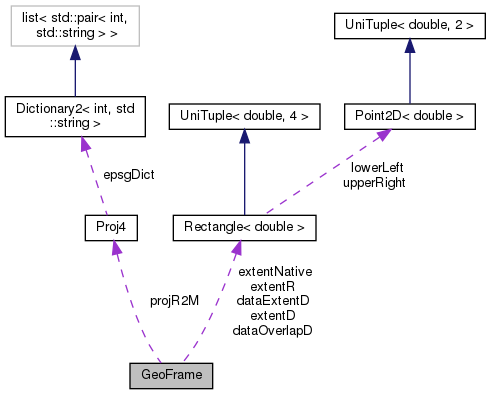 list< std::pair< int,
std::string > >
UniTuple< double, 2 >
Dictionary2< int, std
::string >
UniTuple< double, 4 >
Point2D< double >
epsgDict
lowerLeft
upperRight
Proj4
Rectangle< double >
projR2M
extentNative
extentR
dataExtentD
extentD
dataOverlapD
GeoFrame